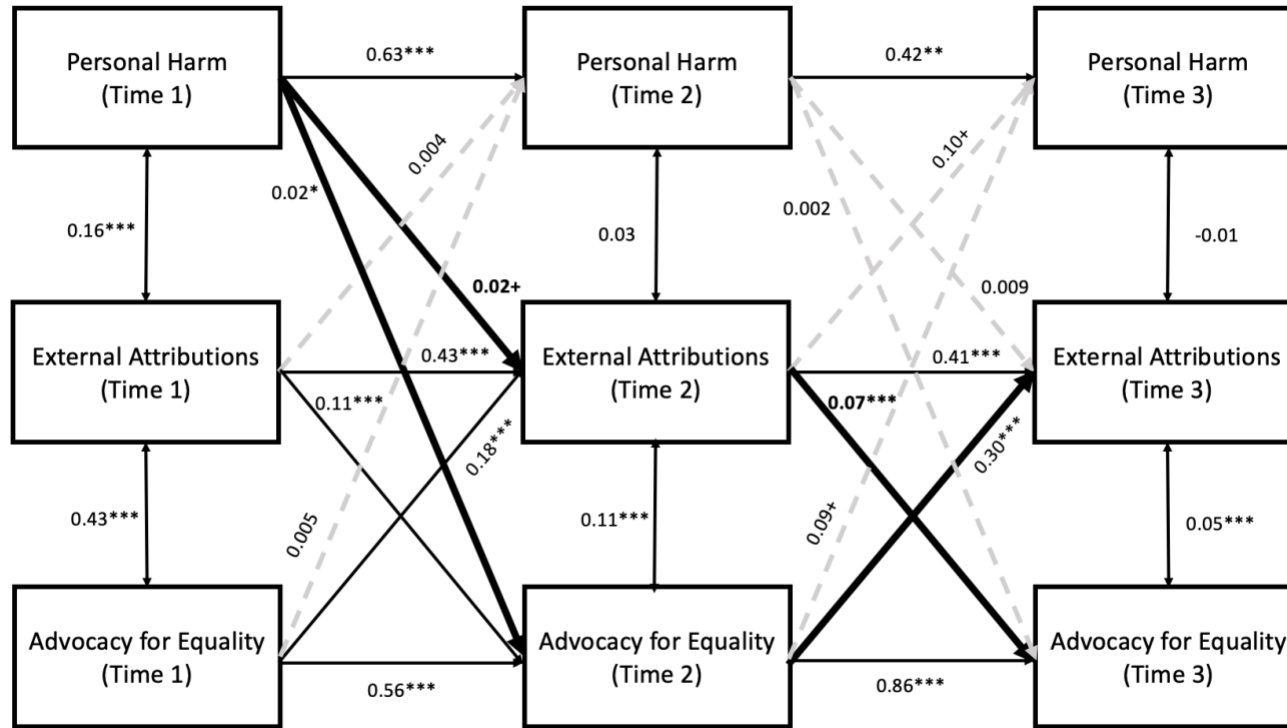 Personal Harm
(Time 1)
0.63***
Personal Harm
(Time 2)
0.42**
Personal Harm
(Time 3)
0.004
0.10+
0.02*
0.002
0.16***
0.03
-0.01
0.02+
0.009
External Attributions
(Time 1)
0.43***
External Attributions
(Time 2)
0.41***
External Attributions
(Time 3)
0.11***
0.07***
0.18***
0.30***
0.43***
0.005
0.11***
0.09+
0.05***
Advocacy for Equality
(Time 1)
0.56***
Advocacy for Equality
(Time 2)
0.86***
Advocacy for Equality
(Time 3)